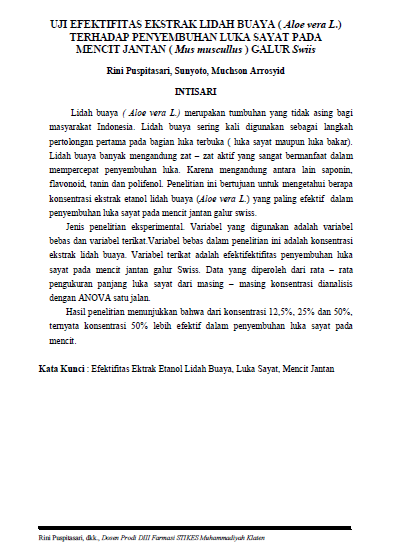 UJI EFEKTIFITAS EKSTRAK LIDAH BUAYA ( Aloe vera L.)
TERHADAP PENYEMBUHAN LUKA SAYAT PADA
MENCIT JANTAN ( Mus muscullus ) GALUR Swiis
Rini Puspitasari, Sunyoto, Muchson Arrosyid
INTISARI
Lidah buaya ( Aloe vera L.) merupakan tumbuhan yang tidak asing bagi
masyarakat Indonesia. Lidah buaya sering kali digunakan sebagai langkah
pertolongan pertama pada bagian luka terbuka ( luka sayat maupun luka bakar).
Lidah buaya banyak mengandung zat – zat aktif yang sangat bermanfaat dalam
mempercepat penyembuhan luka. Karena mengandung antara lain saponin,
flavonoid, tanin dan polifenol. Penelitian ini bertujuan untuk mengetahui berapa
konsentrasi ekstrak etanol lidah buaya (Aloe vera L.) yang paling efektif dalam
penyembuhan luka sayat pada mencit jantan galur swiss.
Jenis penelitian eksperimental. Variabel yang digunakan adalah variabel
bebas dan variabel terikat.Variabel bebas dalam penelitian ini adalah konsentrasi
ekstrak lidah buaya. Variabel terikat adalah efektifektifitas penyembuhan luka
sayat pada mencit jantan galur Swiss. Data yang diperoleh dari rata – rata
pengukuran panjang luka sayat dari masing – masing konsentrasi dianalisis
dengan ANOVA satu jalan.
Hasil penelitian menunjukkan bahwa dari konsentrasi 12,5%, 25% dan 50%,
ternyata konsentrasi 50% lebih efektif dalam penyembuhan luka sayat pada
mencit.
Kata Kunci : Efektifitas Ektrak Etanol Lidah Buaya, Luka Sayat, Mencit Jantan
Rini Puspitasari, dkk., Dosen Prodi DIII Farmasi STIKES Muhammadiyah Klaten